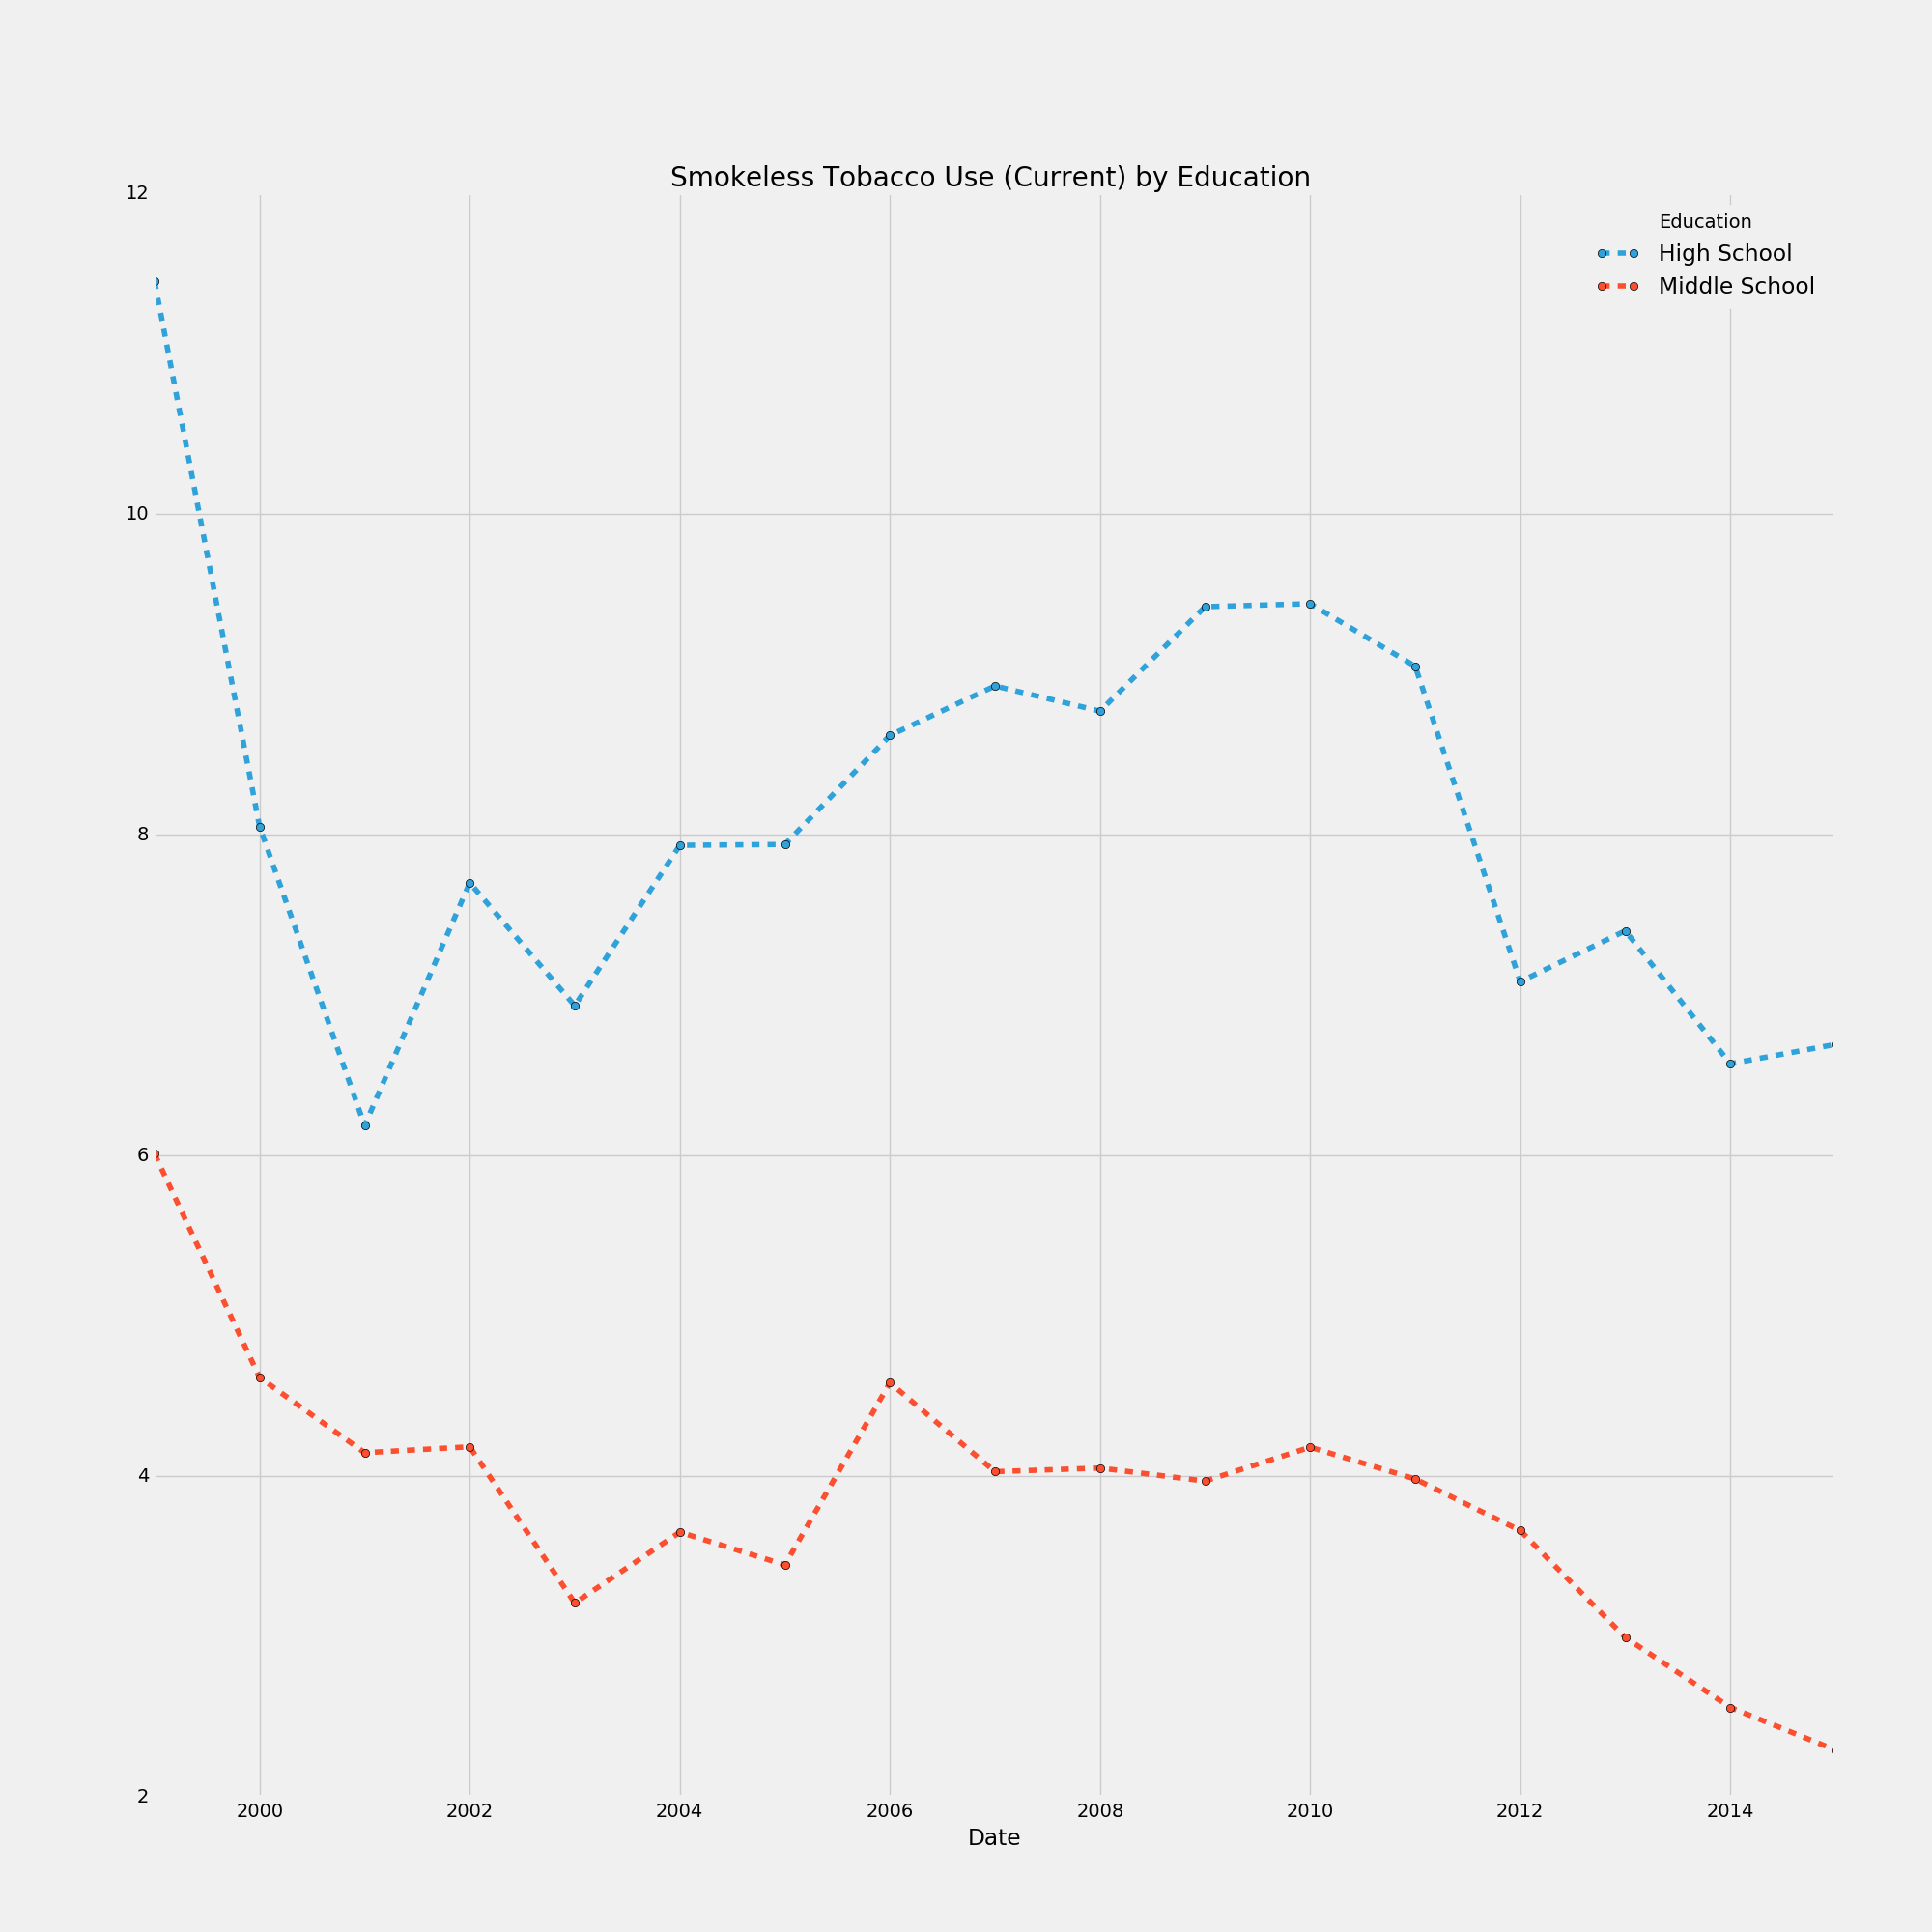 Smokeless Tobacco Use (Current) by Education
12
10
8
6
4
2
Education
High School
Middle School
2000 2002 2004 2006 2008 2010 2012 2014
Date